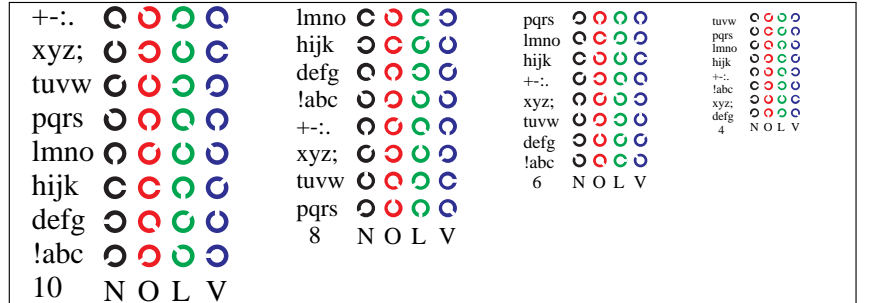 +-:.
xyz;
tuvw
pqrs
lmno
hijk
defg
!abc
10 N O L V
lmno
hijk
defg
!abc
+-:.
xyz;
tuvw
pqrs
8 N O L V
pqrs
lmno
hijk
+-:.
xyz;
tuvw
defg
!abc
6 N O L V
tuvw
pqrs
lmno
hijk
+-:.
!abc
xyz;
defg
4 N O L V